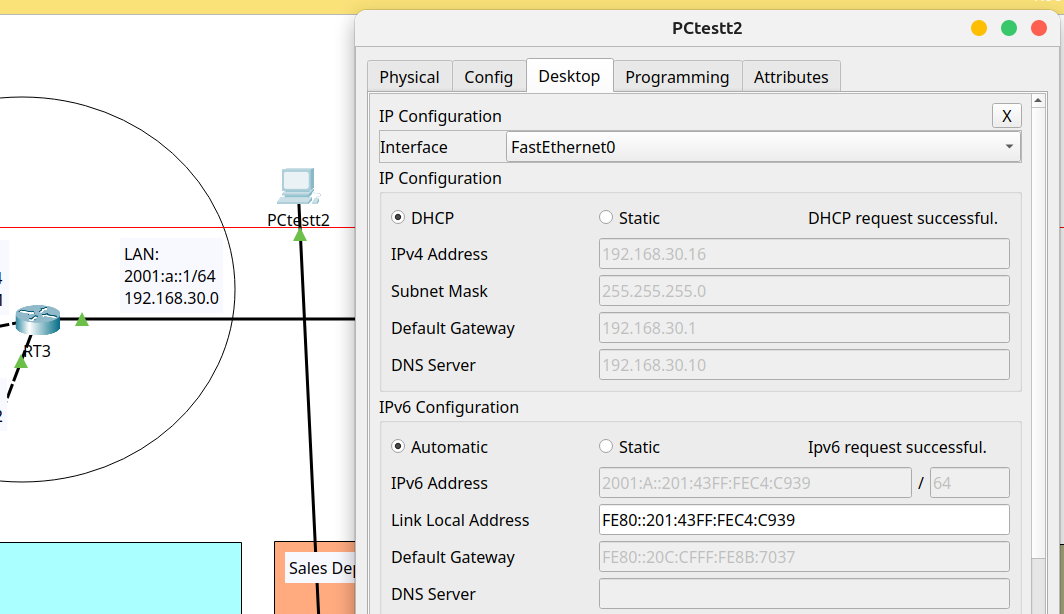 PCtestt2
Physical Config Desktop Programming Attributes
IP Configuration X
Interface FastEthernet0
IP Configuration
DHCP Static DHCP request successful.
IPv4 Address 192.168.30.16
Subnet Mask 255.255.255.0
Default Gateway 192.168.30.1
DNS Server 192.168.30.10
IPv6 Configuration
Automatic Static Ipv6 request successful.
IPv6 Address 2001:A::201:43FF:FEC4:C939 / 64
Link Local Address FE80::201:43FF:FEC4:C939
Default Gateway FE80::20C:CFFF:FE8B:7037
DNS Server
PCtestt2
LAN:
2001:a::1/64
192.168.30.0
RT3
Sales De